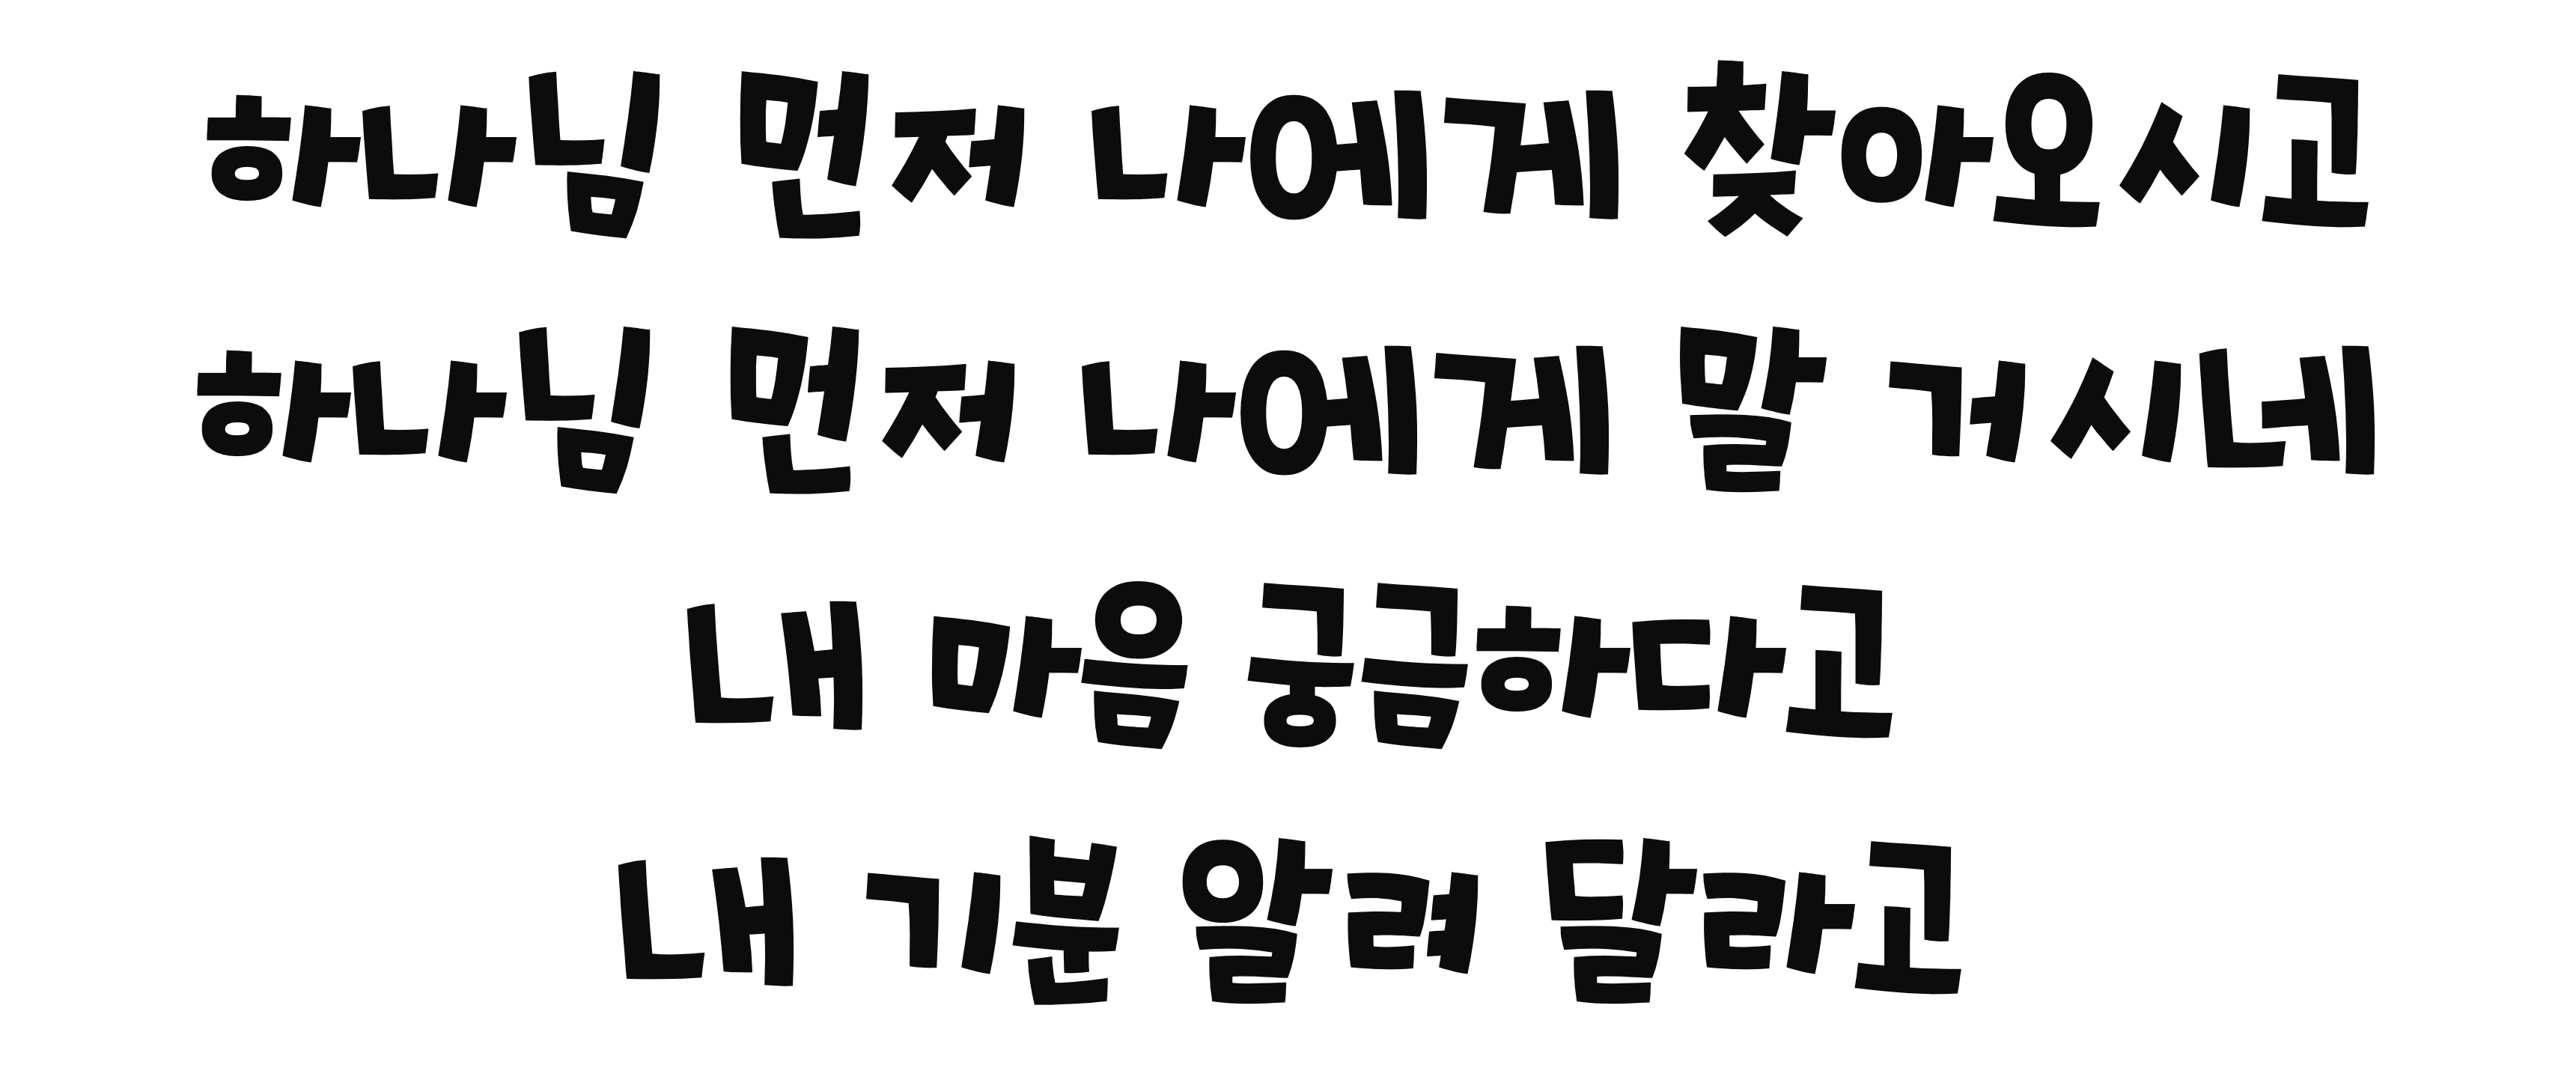 하나님 먼저 나에게 찾아오시고
하나님 먼저 나에게 말 거시네
내 마음 궁금하다고
내 기분 알려 달라고